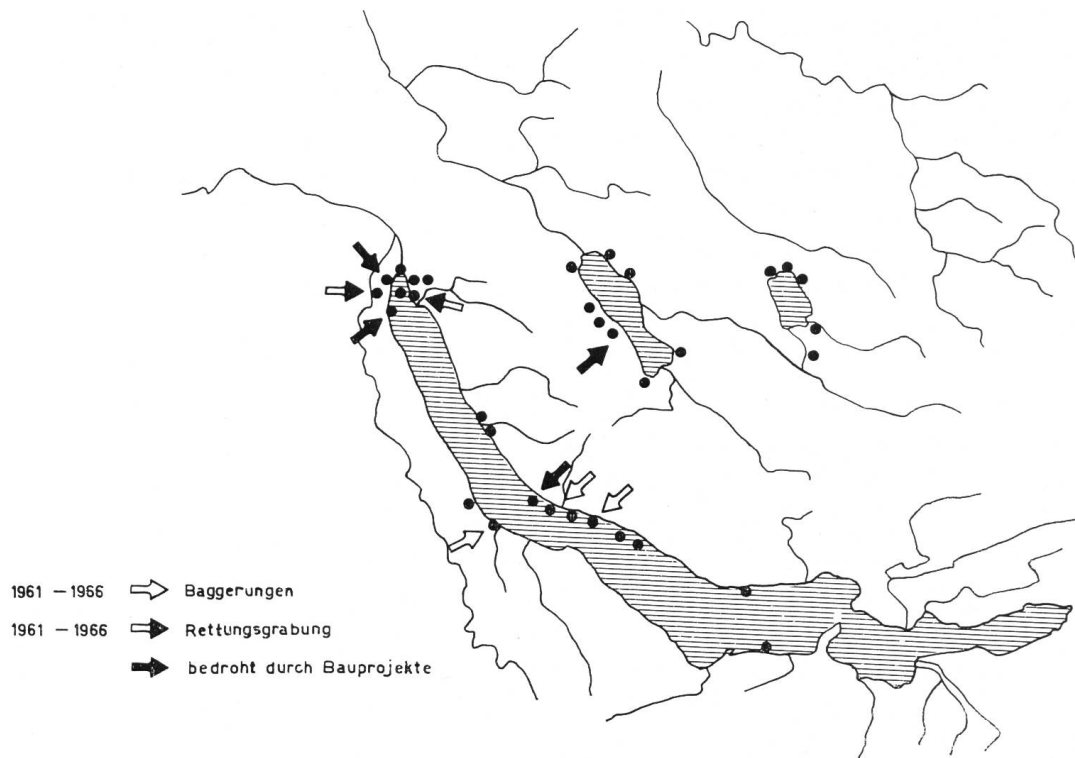 1961 – 1966 Baggerungen
1961 – 1966 Rettungsgrabung
bedroht durch Bauprojekte